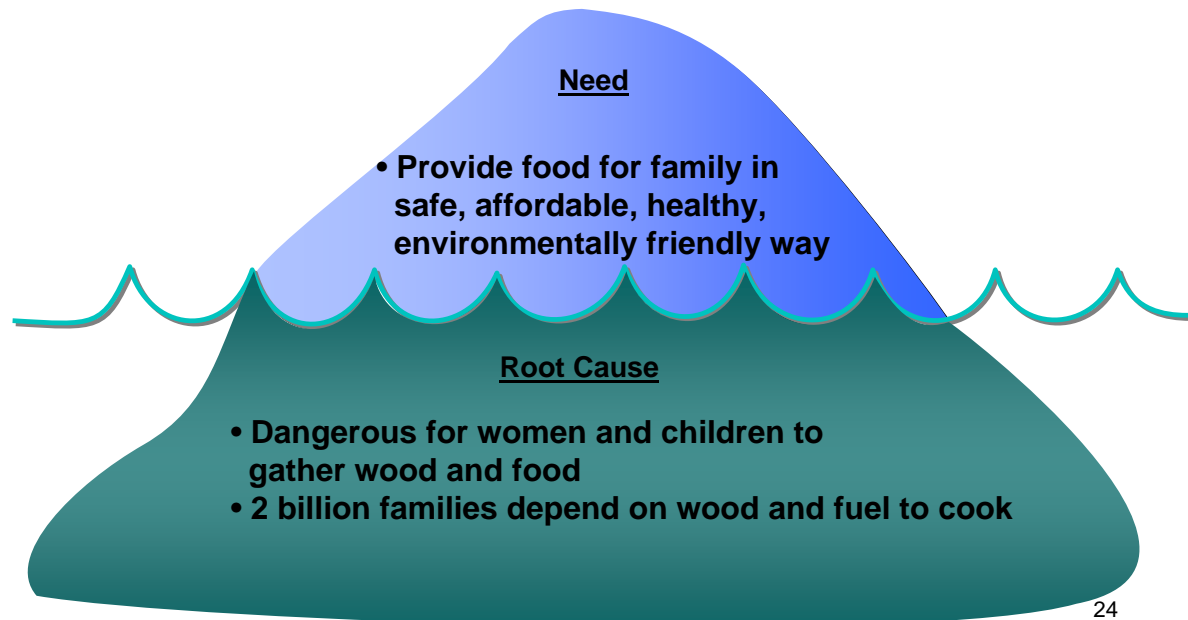 Need
• Provide food for family in
safe, affordable, healthy,
environmentally friendly way
Root Cause
• Dangerous for women and children to
gather wood and food
• 2 billion families depend on wood and fuel to cook
24